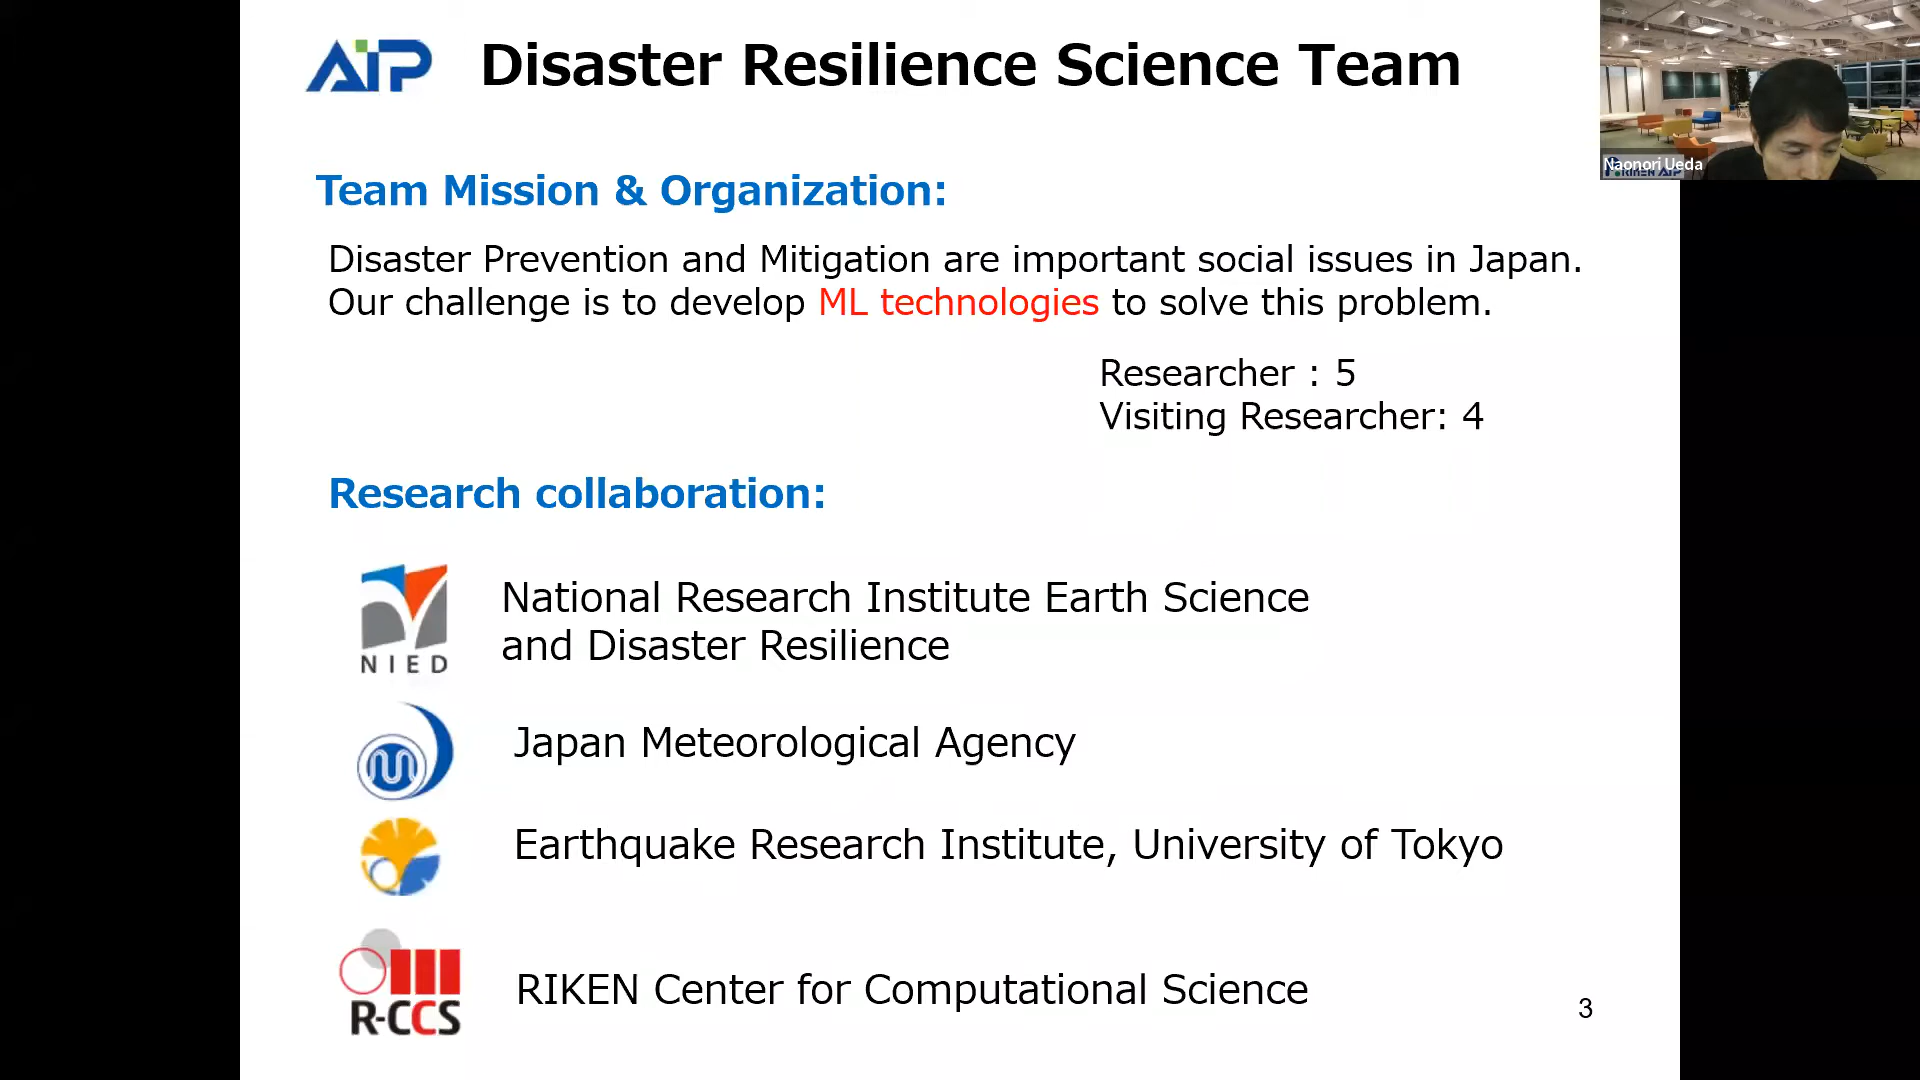 AIP Disaster Resilience Science Team
Naonori Ueda
RIKEN AIP
Team Mission & Organization:
Disaster Prevention and Mitigation are important social issues in Japan.
Our challenge is to develop ML technologies to solve this problem.
Researcher : 5
Visiting Researcher: 4
Research collaboration:
NIED
National Research Institute Earth Science
and Disaster Resilience
Japan Meteorological Agency
Earthquake Research Institute, University of Tokyo
R-CCS
RIKEN Center for Computational Science
3